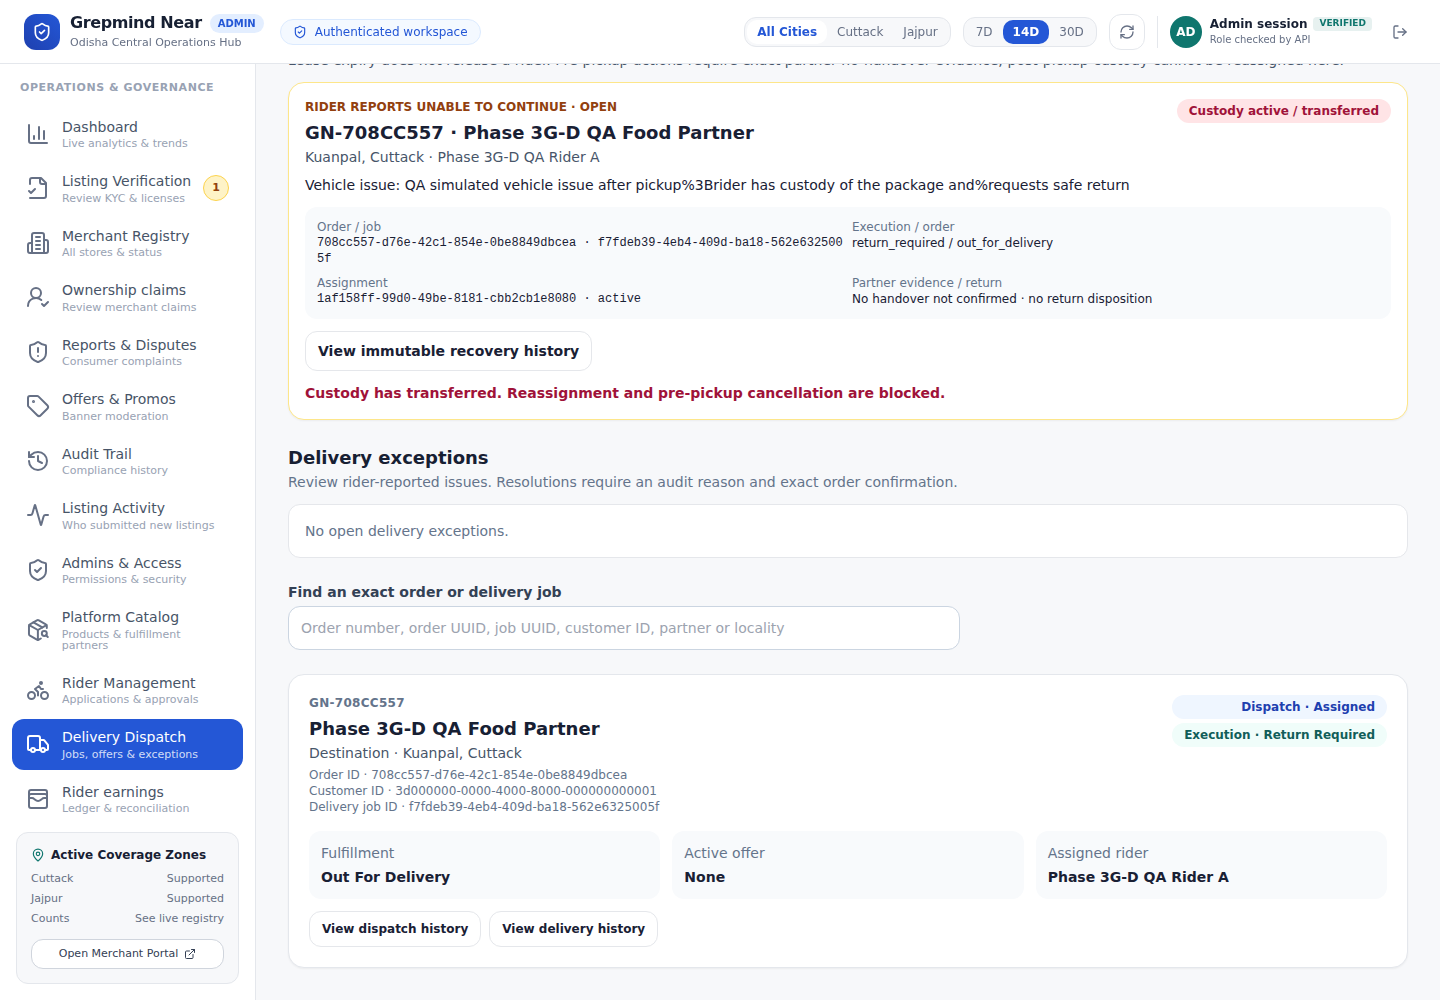 Grepmind Near ADMIN
Odisha Central Operations Hub
Authenticated workspace
All Cities Cuttack Jajpur
7D 14D 30D
AD
Admin session VERIFIED
Role checked by API
OPERATIONS & GOVERNANCE
Dashboard
Live analytics & trends
Listing Verification
Review KYC & licenses
1
Merchant Registry
All stores & status
Ownership claims
Review merchant claims
Reports & Disputes
Consumer complaints
Offers & Promos
Banner moderation
Audit Trail
Compliance history
Listing Activity
Who submitted new listings
Admins & Access
Permissions & security
Platform Catalog
Products & fulfillment
partners
Rider Management
Applications & approvals
Delivery Dispatch
Jobs, offers & exceptions
Rider earnings
Ledger & reconciliation
Active Coverage Zones
Cuttack Supported
Jajpur Supported
Counts See live registry
Open Merchant Portal
RIDER REPORTS UNABLE TO CONTINUE · OPEN
Custody active / transferred
GN-708CC557 · Phase 3G-D QA Food Partner
Kuanpal, Cuttack · Phase 3G-D QA Rider A
Vehicle issue: QA simulated vehicle issue after pickup%3Brider has custody of the package and%requests safe return
Order / job
708cc557-d76e-42c1-854e-0be8849dbcea · f7fdeb39-4eb4-409d-ba18-562e632500
5f
Execution / order
return_required / out_for_delivery
Assignment
1af158ff-99d0-49be-8181-cbb2cb1e8080 · active
Partner evidence / return
No handover not confirmed · no return disposition
View immutable recovery history
Custody has transferred. Reassignment and pre-pickup cancellation are blocked.
Delivery exceptions
Review rider-reported issues. Resolutions require an audit reason and exact order confirmation.
No open delivery exceptions.
Find an exact order or delivery job
Order number, order UUID, job UUID, customer ID, partner or locality
GN-708CC557
Phase 3G-D QA Food Partner
Destination · Kuanpal, Cuttack
Order ID · 708cc557-d76e-42c1-854e-0be8849dbcea
Customer ID · 3d000000-0000-4000-8000-000000000001
Delivery job ID · f7fdeb39-4eb4-409d-ba18-562e6325005f
Dispatch · Assigned
Execution · Return Required
Fulfillment
Out For Delivery
Active offer
None
Assigned rider
Phase 3G-D QA Rider A
View dispatch history
View delivery history